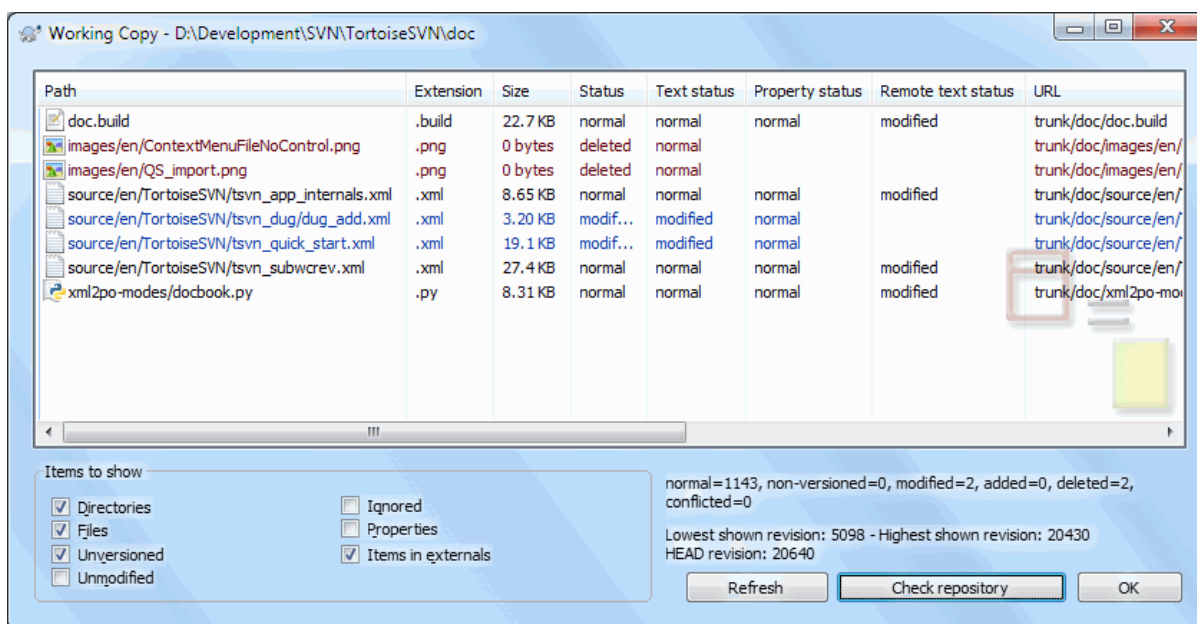 Working Copy - D:\Development\SVN\TortoiseSVN\doc
Path Extension Size Status Text status Property status Remote text status URL
doc.build .build 22.7 KB normal normal normal modified trunk/doc/doc.build
images/en/ContextMenuFileNoControl.png .png 0 bytes deleted normal trunk/doc/images/en/
images/en/QS_import.png .png 0 bytes deleted normal trunk/doc/images/en/
source/en/TortoiseSVN/tsvn_app_internals.xml .xml 8.65 KB normal normal normal modified trunk/doc/source/en/
source/en/TortoiseSVN/tsvn_dug/dug_add.xml .xml 3.20 KB modif... modified normal trunk/doc/source/en/
source/en/TortoiseSVN/tsvn_quick_start.xml .xml 19.1 KB modif... modified normal trunk/doc/source/en/
source/en/TortoiseSVN/tsvn_subwcrev.xml .xml 27.4 KB normal normal normal modified trunk/doc/source/en/
xml2po-modes/docbook.py .py 8.31 KB normal normal normal modified trunk/doc/xml2po-mo
Items to show
Directories Ignored
Files Properties
Unversioned Items in externals
Unmodified
normal=1143, non-versioned=0, modified=2, added=0, deleted=2,
conflicted=0
Lowest shown revision: 5098 - Highest shown revision: 20430
HEAD revision: 20640
Refresh Check repository OK